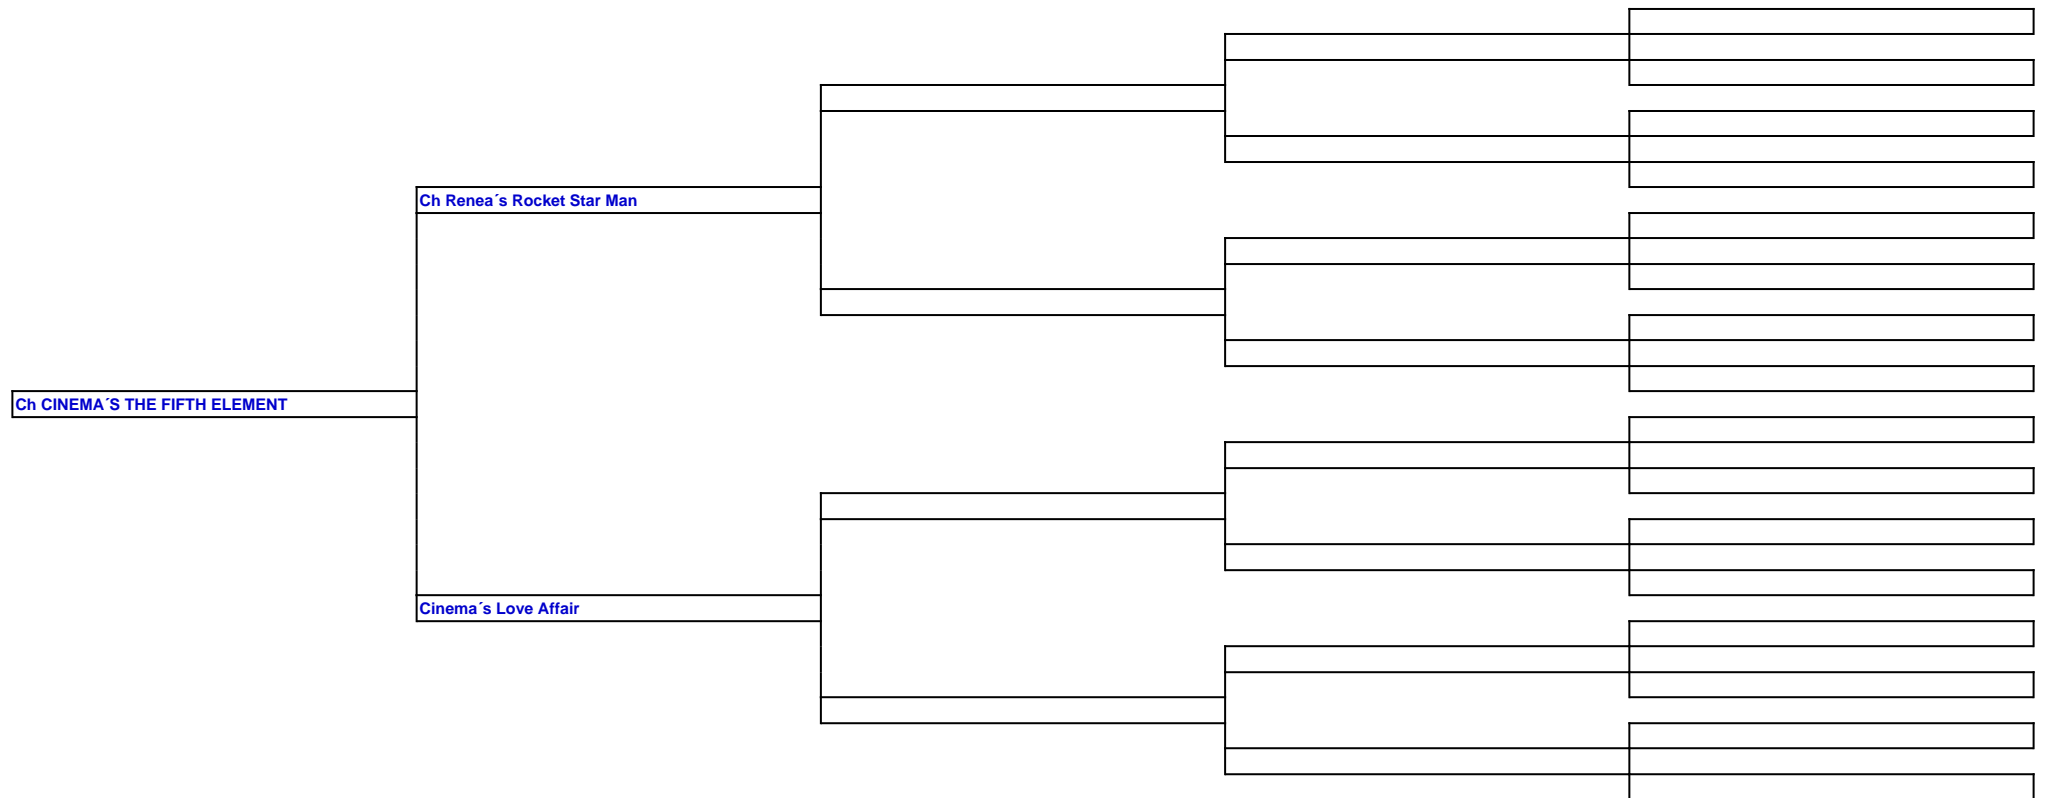 Ch Renea´s Rocket Star Man
Ch CINEMA´S THE FIFTH ELEMENT
Cinema´s Love Affair